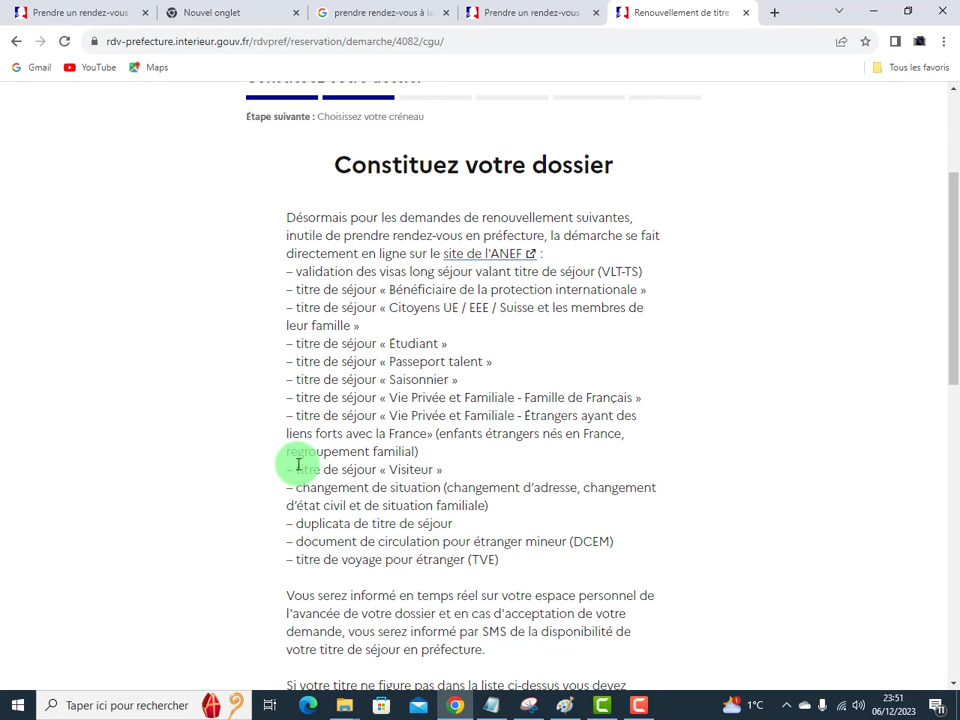 Prendre un rendez-vous
Nouvel onglet
prendre rendez-vous à la
Prendre un rendez-vous
Renouvellement de titre
rdv-prefecture.interieur.gouv.fr/rdvpref/reservation/demarche/4082/cgu/
Gmail
YouTube
Maps
Tous les favoris
Constituez votre dossier
Étape suivante : Choisissez votre créneau
Constituez votre dossier
Désormais pour les demandes de renouvellement suivantes,
inutile de prendre rendez-vous en préfecture, la démarche se fait
directement en ligne sur le site de l'ANEF :
– validation des visas long séjour valant titre de séjour (VLT-TS)
– titre de séjour « Bénéficiaire de la protection internationale »
– titre de séjour « Citoyens UE / EEE / Suisse et les membres de
leur famille »
– titre de séjour « Étudiant »
– titre de séjour « Passeport talent »
– titre de séjour « Saisonnier »
– titre de séjour « Vie Privée et Familiale - Famille de Français »
– titre de séjour « Vie Privée et Familiale - Étrangers ayant des
liens forts avec la France» (enfants étrangers nés en France,
regroupement familial)
– titre de séjour « Visiteur »
– changement de situation (changement d’adresse, changement
d’état civil et de situation familiale)
– duplicata de titre de séjour
– document de circulation pour étranger mineur (DCEM)
– titre de voyage pour étranger (TVE)
Vous serez informé en temps réel sur votre espace personnel de
l'avancée de votre dossier et en cas d'acceptation de votre
demande, vous serez informé par SMS de la disponibilité de
votre titre de séjour en préfecture.
Si votre titre ne figure pas dans la liste ci-dessus vous devez
Taper ici pour rechercher
1°C
23:51
06/12/2023